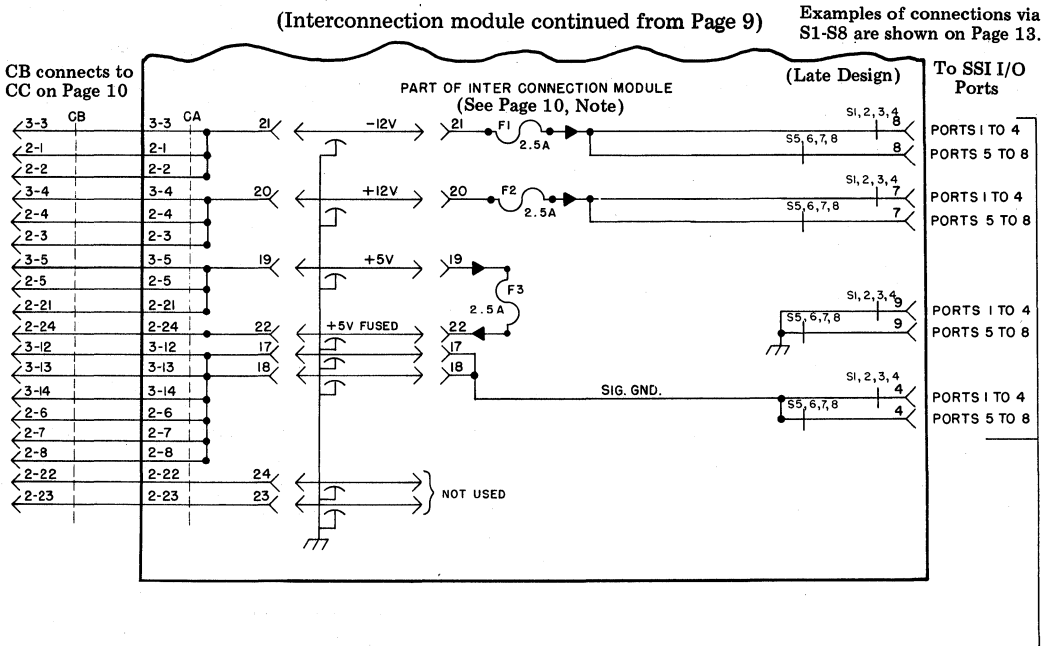 (Interconnection module continued from Page 9)
Examples of connections via
S1-S8 are shown on Page 13.
CB connects to
CC on Page 10
PART OF INTER CONNECTION MODULE
(See Page 10, Note)
(Late Design)
To SSI I/O
Ports
CB CA
3-3 3-3 21 -12V 21 F1 2.5A S1, 2, 3, 4 8 PORTS 1 TO 4
2-1 2-1 S5, 6, 7, 8 8 PORTS 5 TO 8
2-2 2-2
3-4 3-4 20 +12V 20 F2 2.5A S1, 2, 3, 4 7 PORTS 1 TO 4
2-4 2-4 S5, 6, 7, 8 7 PORTS 5 TO 8
2-3 2-3
3-5 3-5 19 +5V 19
2-5 2-5 F3
2-21 2-21 2.5A S1, 2, 3, 4 9 PORTS 1 TO 4
2-24 2-24 22 +5V FUSED 22 S5, 6, 7, 8 9 PORTS 5 TO 8
3-12 3-12 17 17
3-13 3-13 18 18
3-14 3-14 SIG. GND. S1, 2, 3, 4 4 PORTS 1 TO 4
2-6 2-6 S5, 6, 7, 8 4 PORTS 5 TO 8
2-7 2-7
2-8 2-8
2-22 2-22 24
NOT USED
2-23 2-23 23